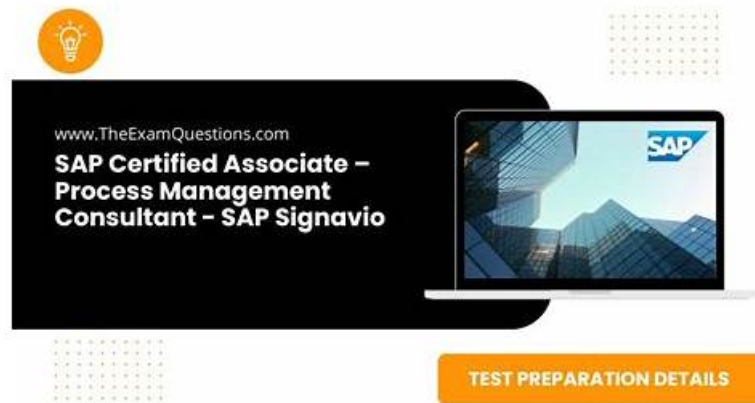 www.TheExamQuestions.com
SAP Certified Associate –
Process Management
Consultant - SAP Signavio
SAP
TEST PREPARATION DETAILS